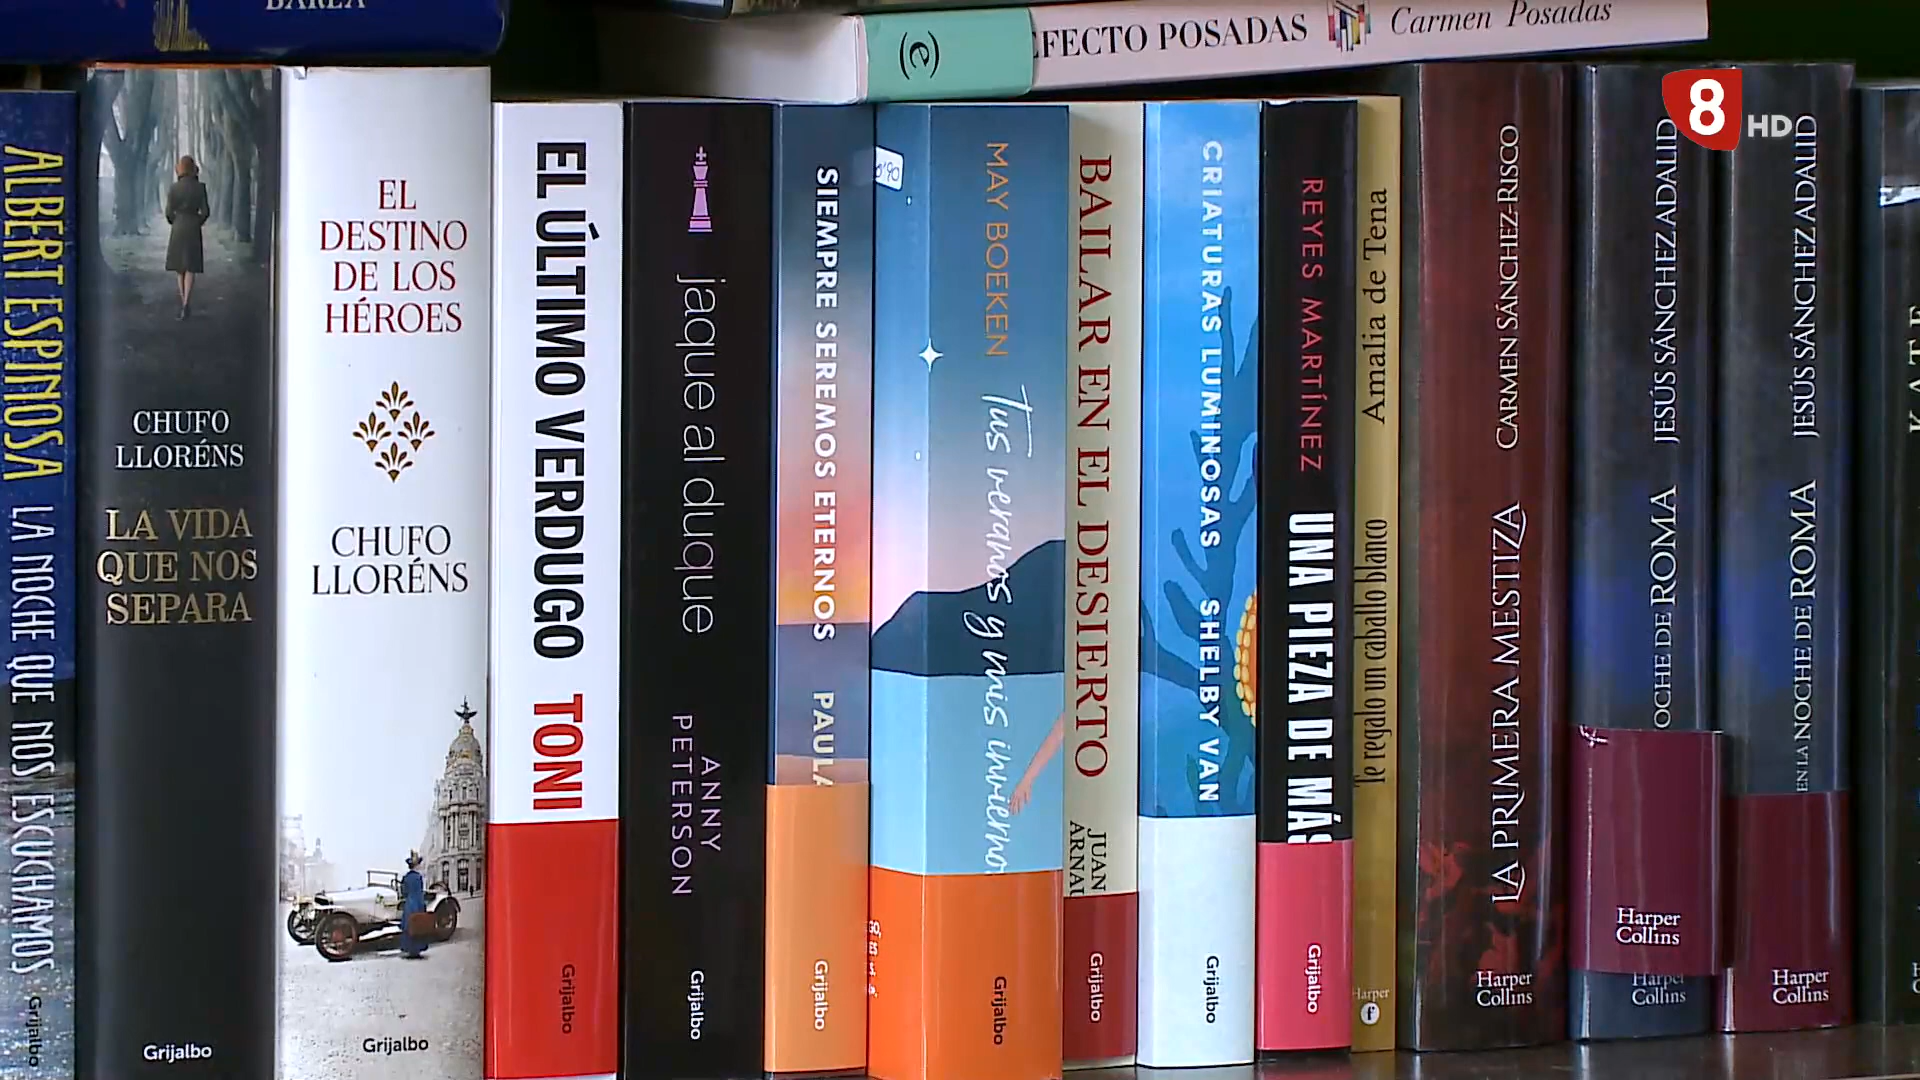 BAREA
(e)
EFECTO POSADAS
Carmen Posadas
8 HD
ALBERT ESPINOSA
LA NOCHE QUE NOS ESCUCHAMOS
Grijalbo
CHUFO
LLORÉNS
LA VIDA
QUE NOS
SEPARA
Grijalbo
EL
DESTINO
DE LOS
HÉROES
CHUFO
LLORÉNS
Grijalbo
EL ÚLTIMO VERDUGO TONI
Grijalbo
jaque al duque
ANNY
PETERSON
Grijalbo
SIEMPRE SEREMOS ETERNOS PAULA
Grijalbo
MAY BOEKEN
Tus veranos y mis invierno
Grijalbo
BAILAR EN EL DESIERTO
JUAN
ARNAU
Grijalbo
CRIATURAS LUMINOSAS SHELBY VAN
Grijalbo
REYES MARTÍNEZ
UNA PIEZA DE MÁS
Grijalbo
Te regalo un caballo blanco Amalia de Tena
Harper
f
LA PRIMERA MESTIZA CARMEN SÁNCHEZ-RISCO
Harper
Collins
OCHE DE ROMA JESÚS SÁNCHEZ ADALID
Harper
Collins
Harper
Collins
EN LA NOCHE DE ROMA JESÚS SÁNCHEZ ADALID
Harper
Collins
KATE